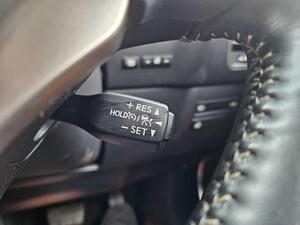 + RES ▲
HOLD(S)/
− SET ▼